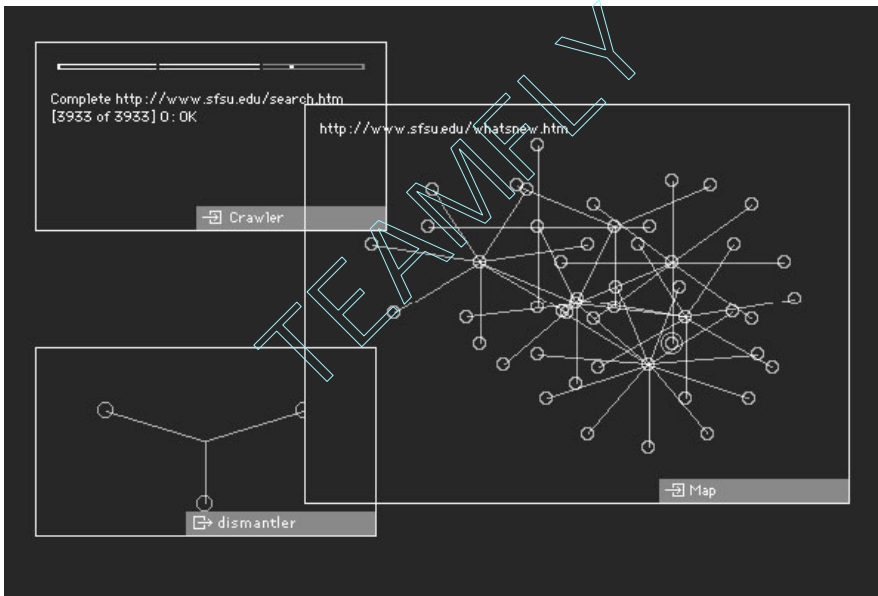 Complete http://www.sfsu.edu/search.htm
[3933 of 3933] 0:OK
Crawler
http://www.sfsu.edu/whatsnew.htm
Map
dismantler
TEAMFLY